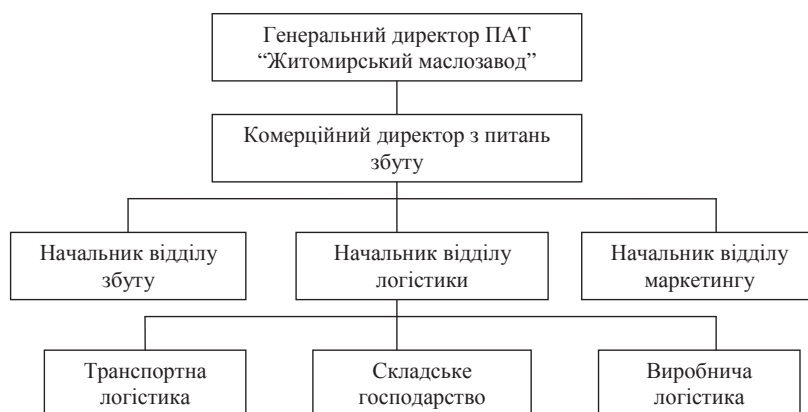 Генеральний директор ПАТ
“Житомирський маслозавод”
Комерційний директор з питань
збуту
Начальник відділу
збуту
Начальник відділу
логістики
Начальник відділу
маркетингу
Транспортна
логістика
Складське
господарство
Виробнича
логістика